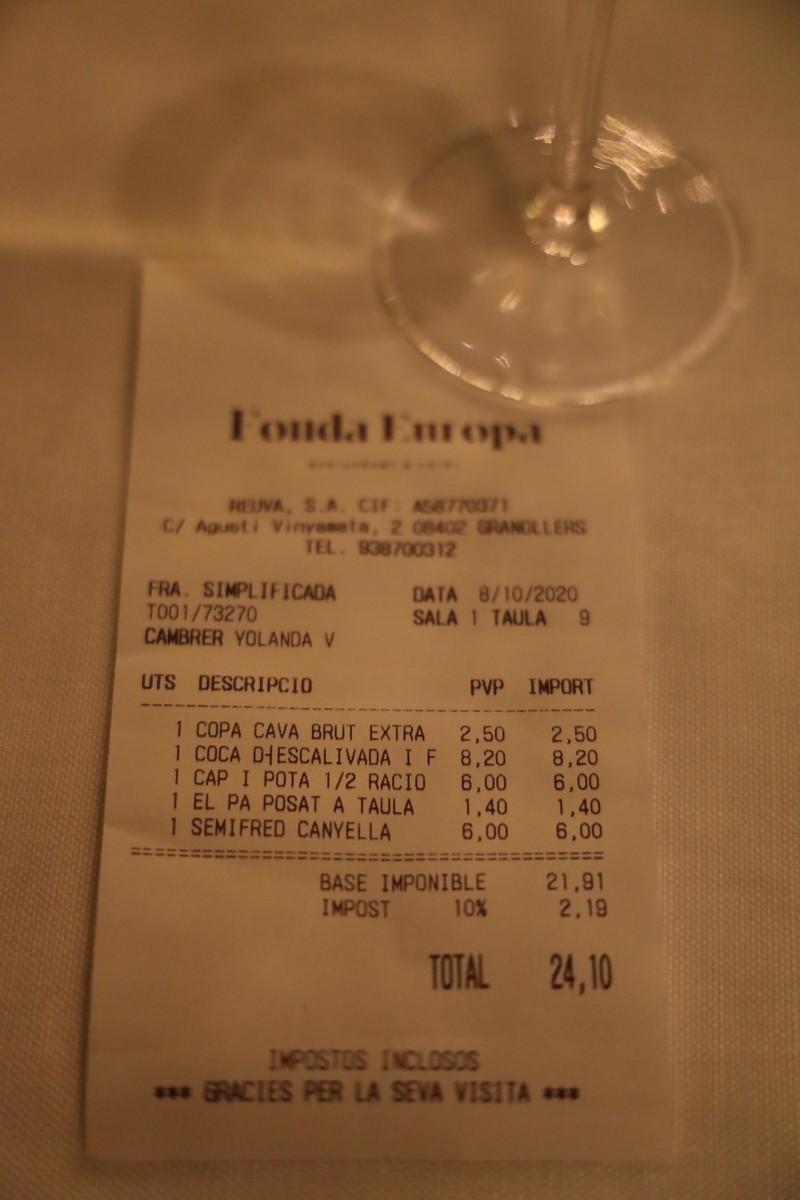 Fonda Europa
REUVA, S.A. CIF: A58770371
C/ Agusti Vinyamata, 2 08402 GRANOLLERS
TEL. 938700312
FRA. SIMPLIFICADA DATA 8/10/2020
T001/73270 SALA 1 TAULA 9
CAMBRER YOLANDA V
UTS DESCRIPCIO PVP IMPORT
1 COPA CAVA BRUT EXTRA 2,50 2,50
1 COCA D┤ESCALIVADA I F 8,20 8,20
1 CAP I POTA 1/2 RACIO 6,00 6,00
1 EL PA POSAT A TAULA 1,40 1,40
1 SEMIFRED CANYELLA 6,00 6,00
BASE IMPONIBLE 21,91
IMPOST 10% 2,19
TOTAL 24,10
IMPOSTOS INCLOSOS
*** GRACIES PER LA SEVA VISITA ***